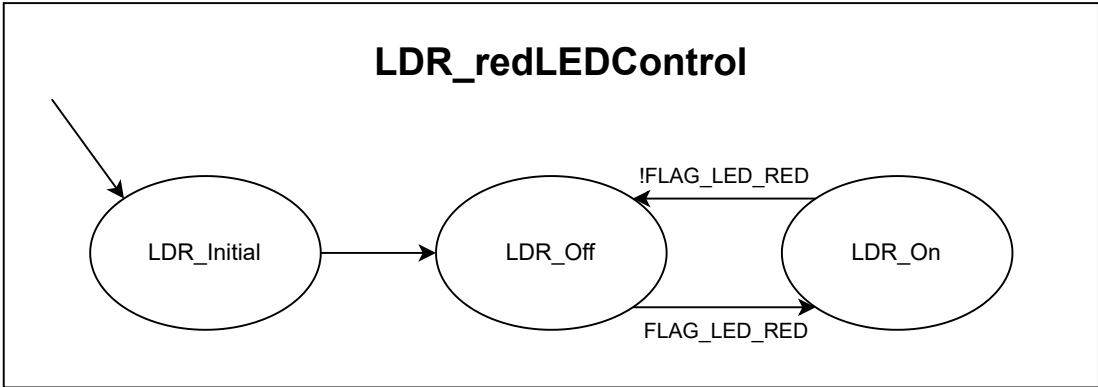 LDR_redLEDControl
!FLAG_LED_RED
LDR_Initial
LDR_Off
LDR_On
FLAG_LED_RED